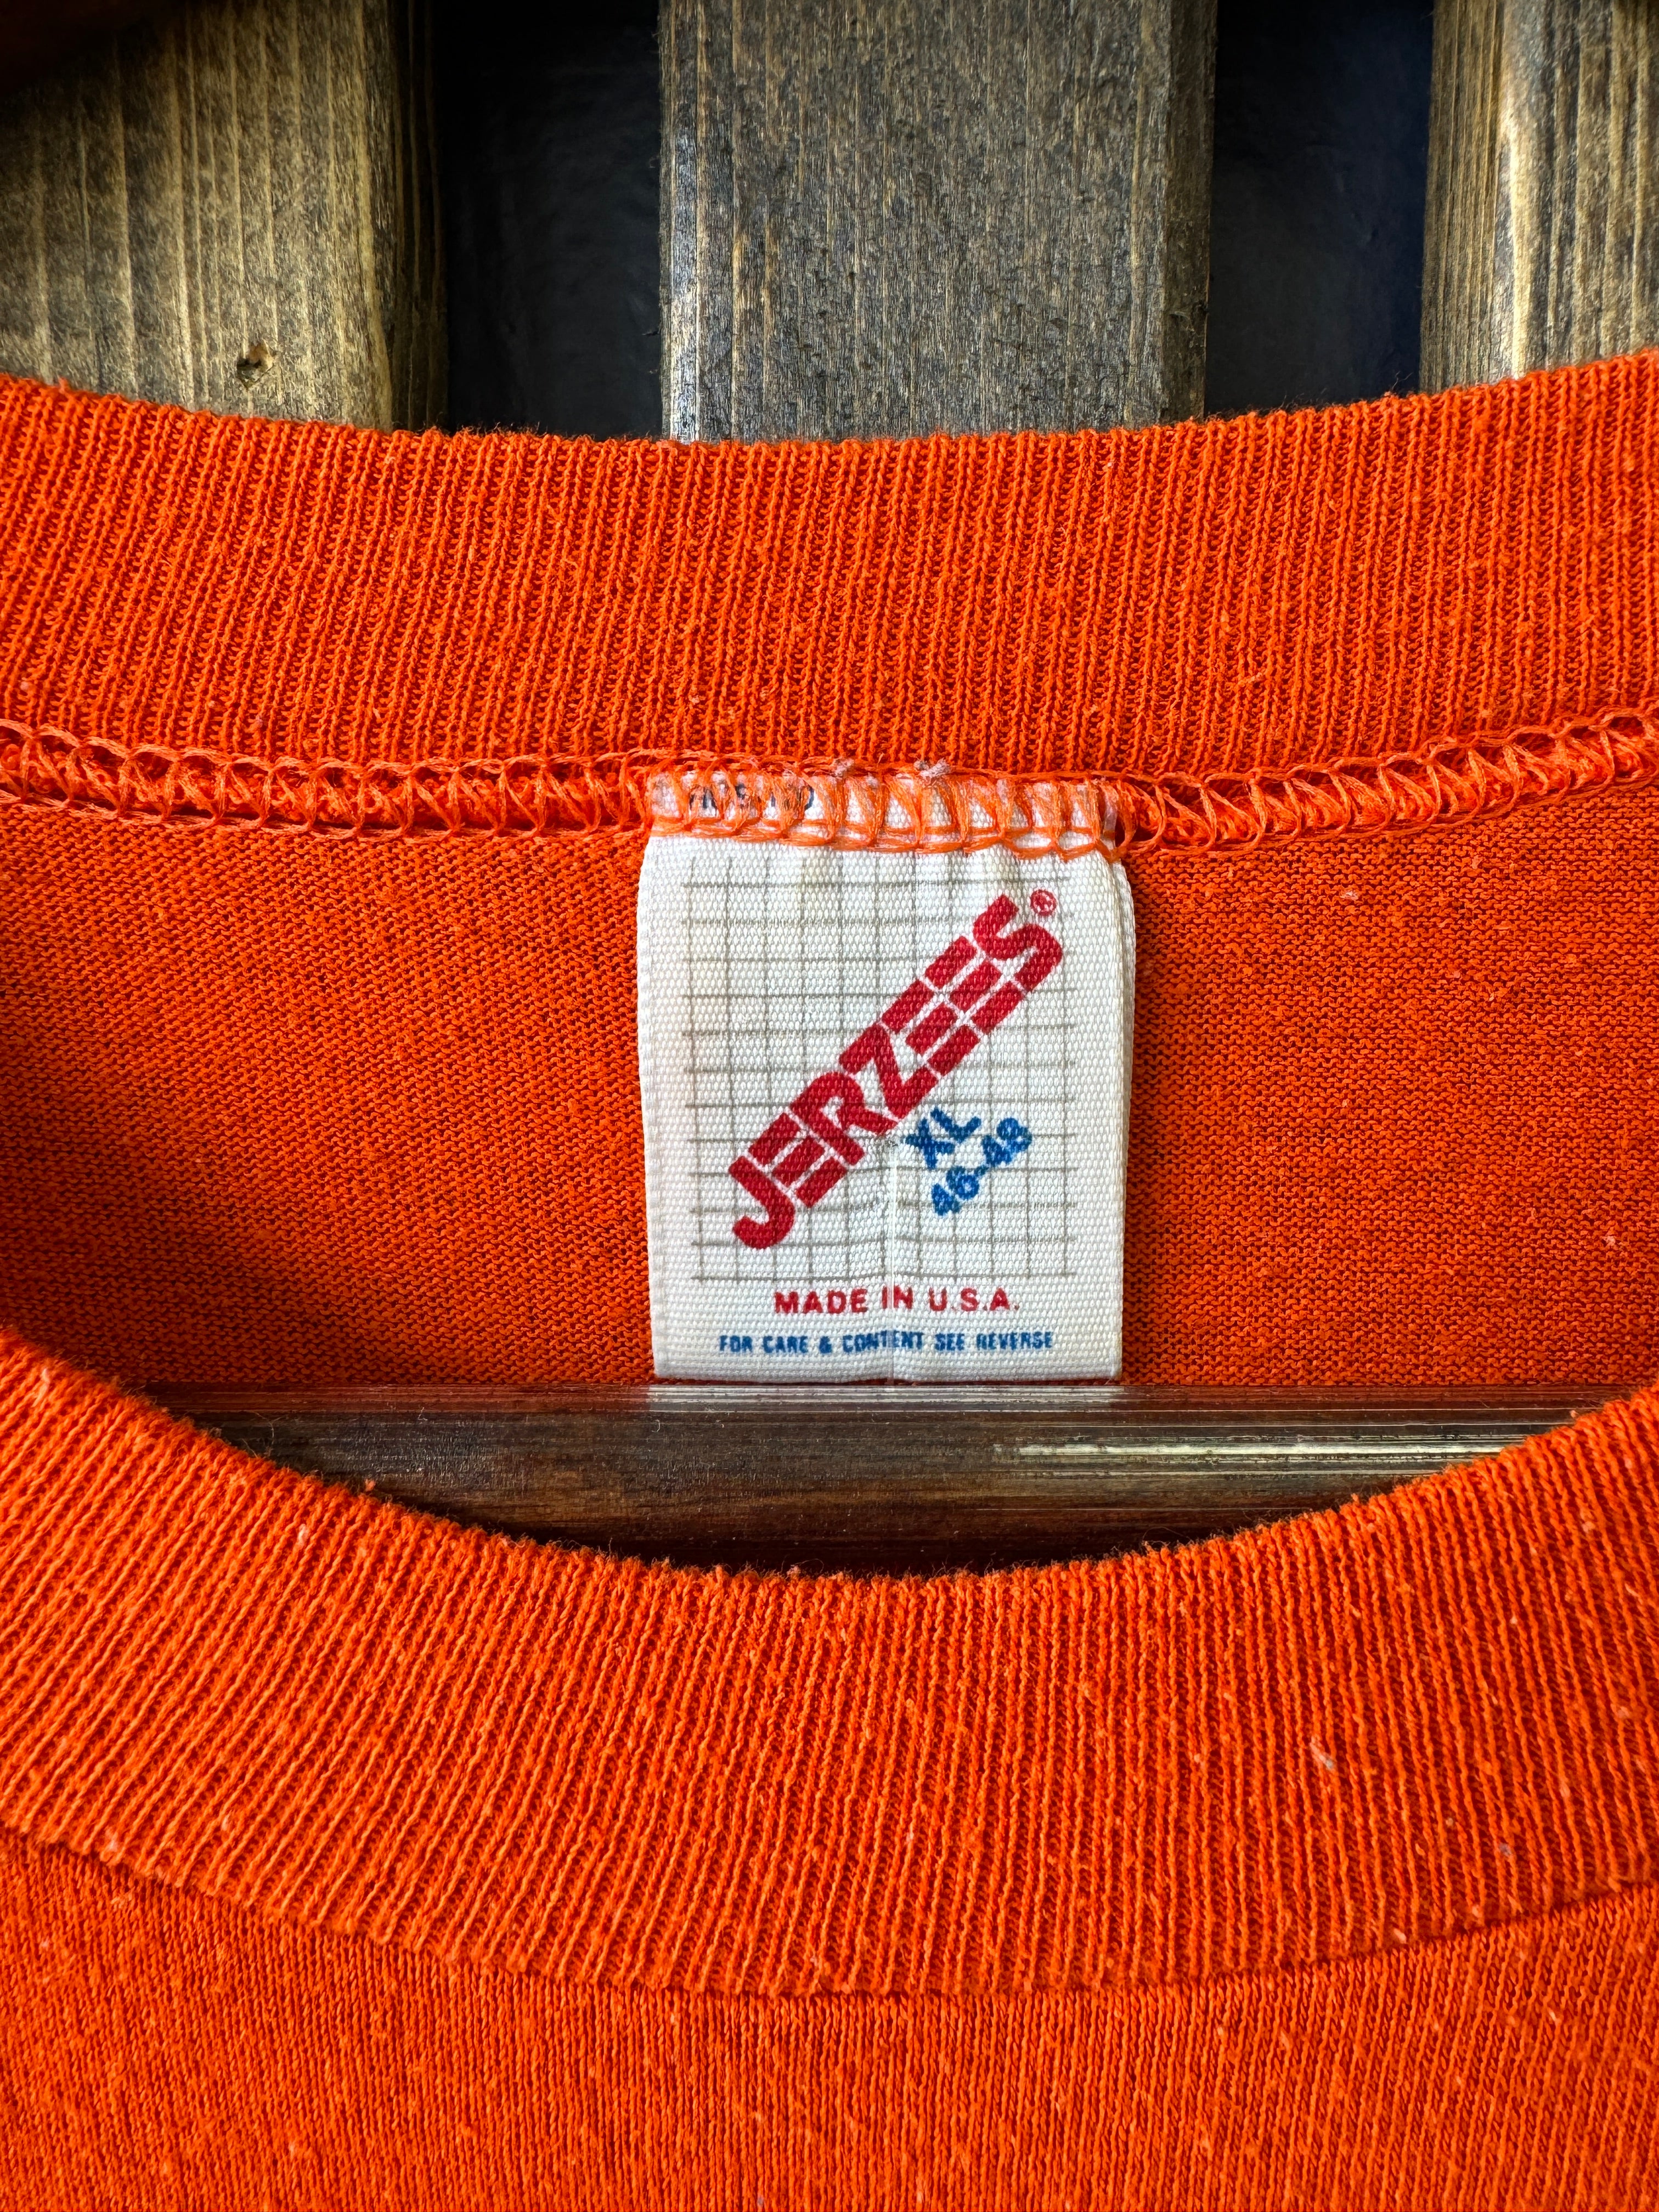 JERZEES®
XL
46-48
MADE IN U.S.A.
FOR CARE & CONTENT SEE REVERSE